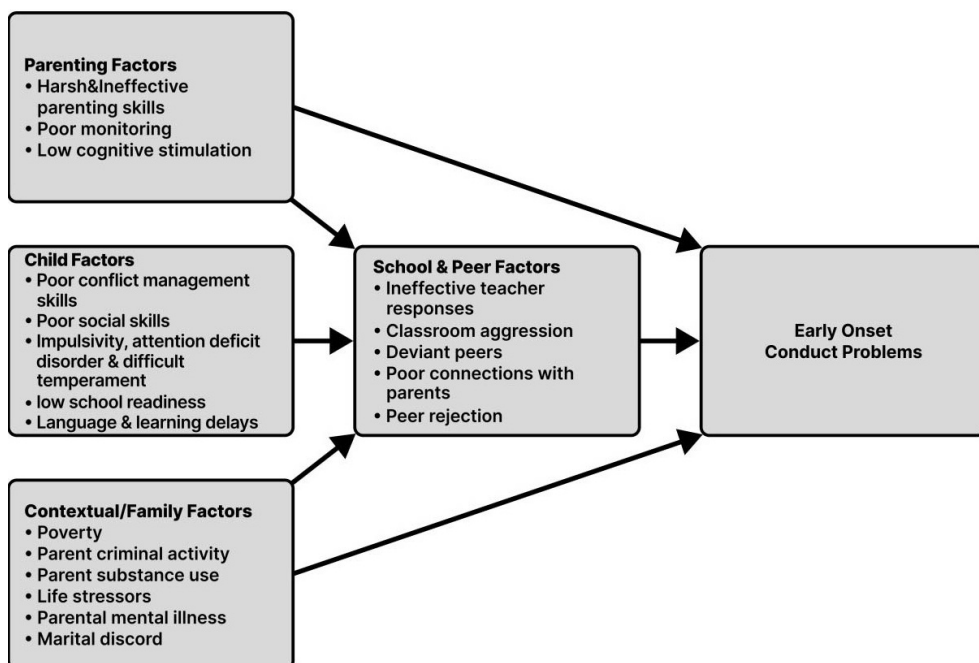 Parenting Factors
• Harsh&Ineffective
parenting skills
• Poor monitoring
• Low cognitive stimulation
Child Factors
• Poor conflict management
skills
• Poor social skills
• Impulsivity, attention deficit
disorder & difficult
temperament
• low school readiness
• Language & learning delays
Contextual/Family Factors
• Poverty
• Parent criminal activity
• Parent substance use
• Life stressors
• Parental mental illness
• Marital discord
School & Peer Factors
• Ineffective teacher
responses
• Classroom aggression
• Deviant peers
• Poor connections with
parents
• Peer rejection
Early Onset
Conduct Problems